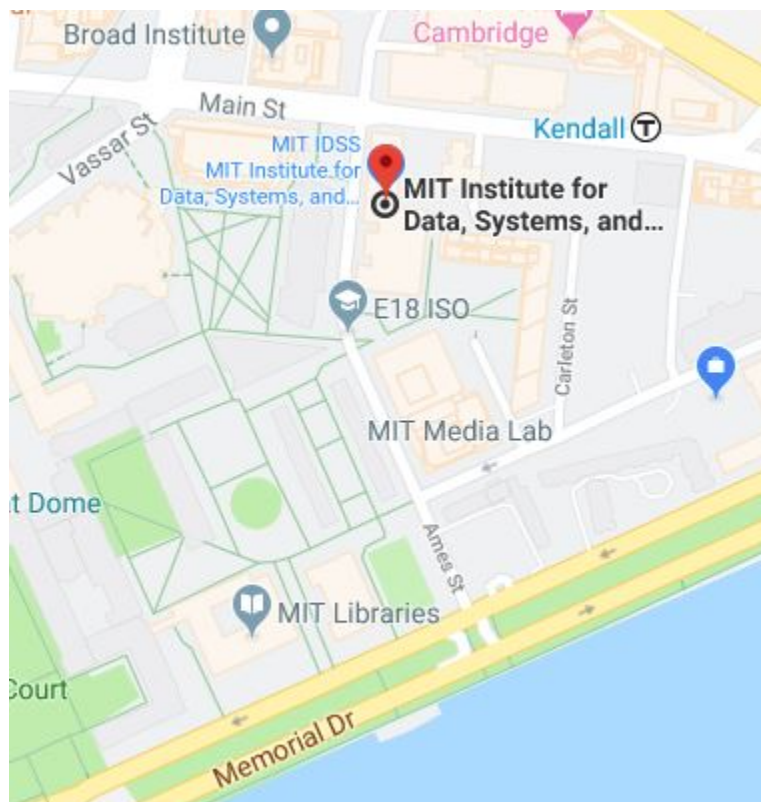 Broad Institute
Cambridge
Main St
Kendall T
Vassar St
MIT IDSS
MIT Institute for
Data, Systems, and...
MIT Institute for
Data, Systems, and...
E18 ISO
Carleton St
MIT Media Lab
at Dome
Ames St
MIT Libraries
Court
Memorial Dr